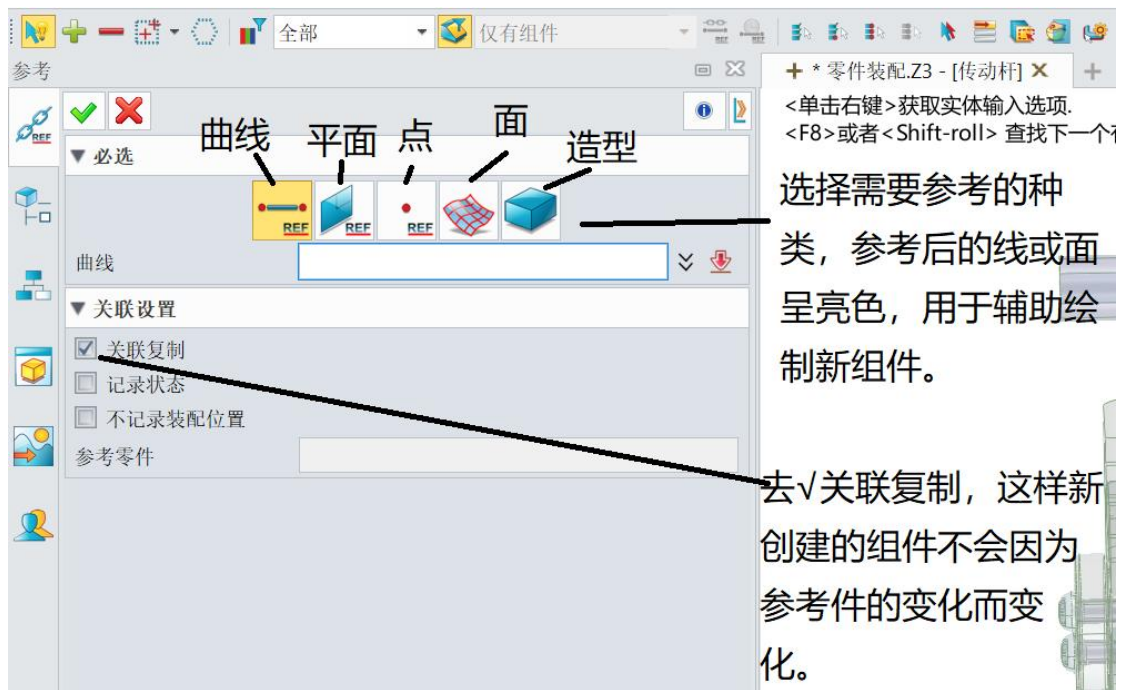 全部
仅有组件
参考
+ * 零件装配.Z3 - [传动杆] X +
<单击右键>获取实体输入选项.
<F8>或者<Shift-roll> 查找下一个有
REF
曲线
平面
点
面
造型
▼ 必选
REF
REF
REF
曲线
选择需要参考的种
类，参考后的线或面
呈亮色，用于辅助绘
制新组件。
▼ 关联设置
关联复制
记录状态
不记录装配位置
参考零件
去√关联复制，这样新
创建的组件不会因为
参考件的变化而变
化。